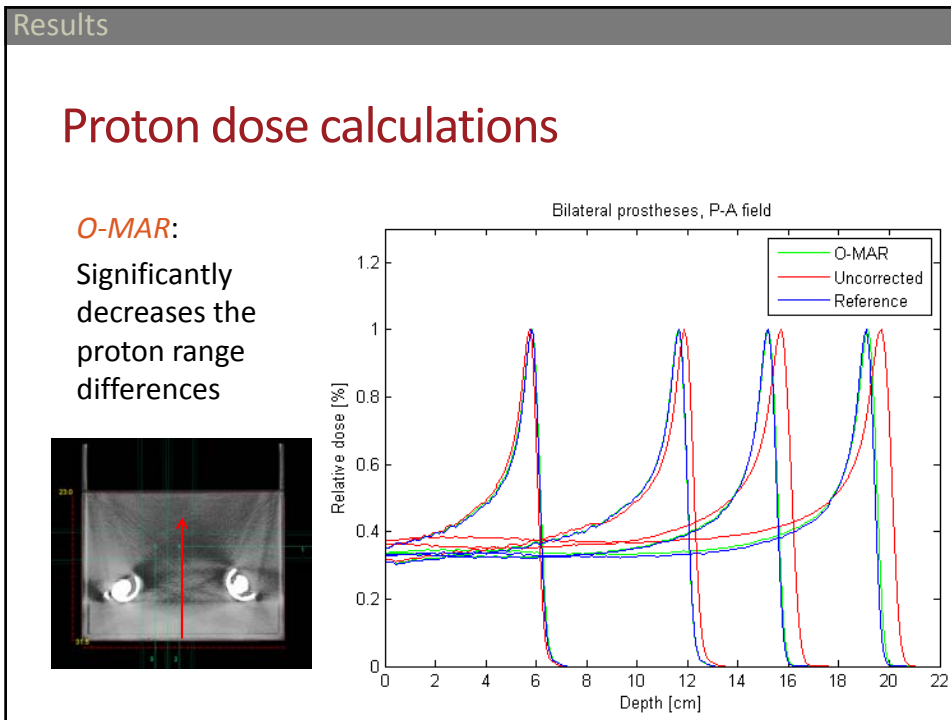 Results
Proton dose calculations
O-MAR:
Significantly
decreases the
proton range
differences
23.0
Bilateral prostheses, P-A field
O-MAR
Uncorrected
Reference
Relative dose [%]
1.2
1
0.8
0.6
0.4
0.2
0
0 2 4 6 8 10 12 14 16 18 20 22
Depth [cm]